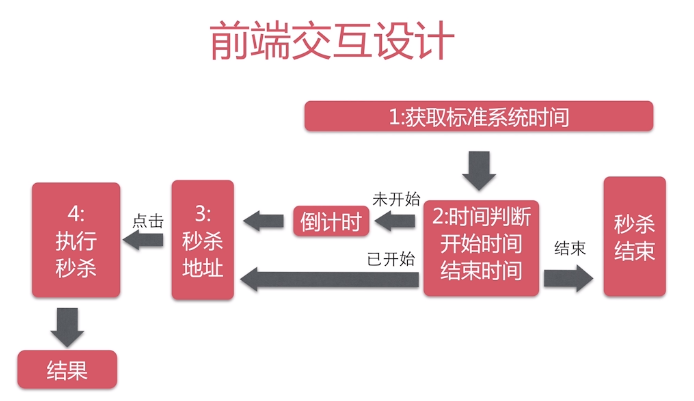 前端交互设计
1:获取标准系统时间
4:
执行
秒杀
点击
3:
秒杀
地址
倒计时
未开始
已开始
2:时间判断
开始时间
结束时间
结束
秒杀
结束
结果